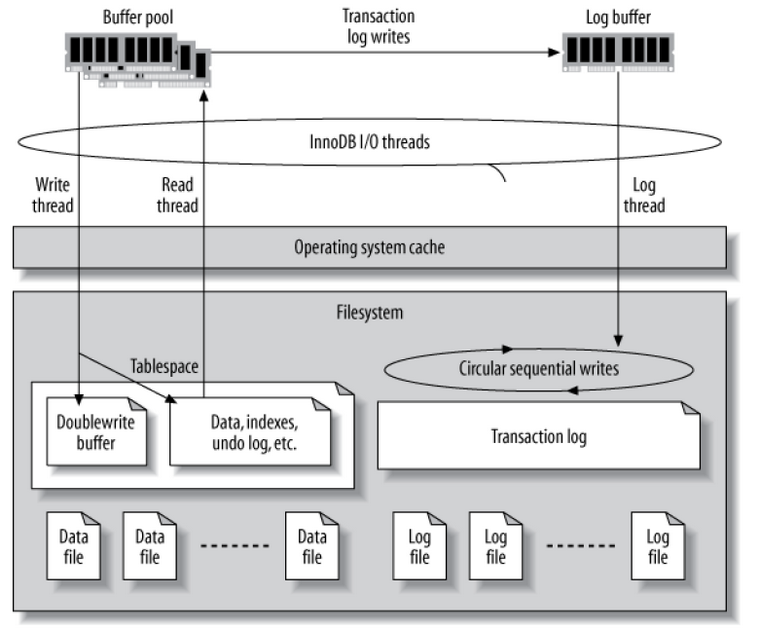 Buffer pool
Transaction
log writes
Log buffer
InnoDB I/O threads
Write
thread
Read
thread
Log
thread
Operating system cache
Filesystem
Tablespace
Circular sequential writes
Doublewrite
buffer
Data, indexes,
undo log, etc.
Transaction log
Data
file
Data
file
Data
file
Log
file
Log
file
Log
file